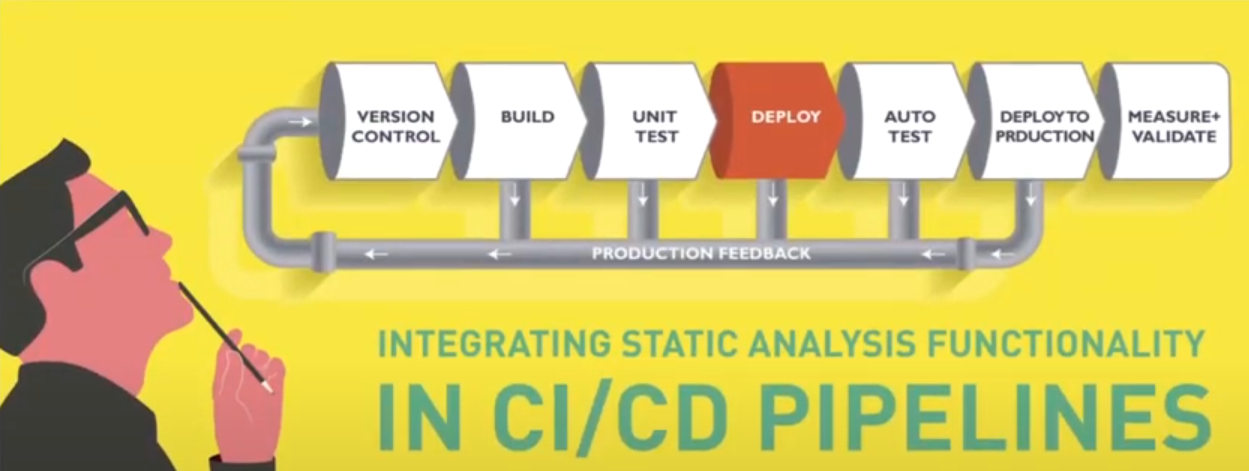 VERSION
CONTROL
BUILD
UNIT
TEST
DEPLOY
AUTO
TEST
DEPLOY TO
PRDUCTION
MEASURE+
VALIDATE
PRODUCTION FEEDBACK
INTEGRATING STATIC ANALYSIS FUNCTIONALITY
IN CI/CD PIPELINES